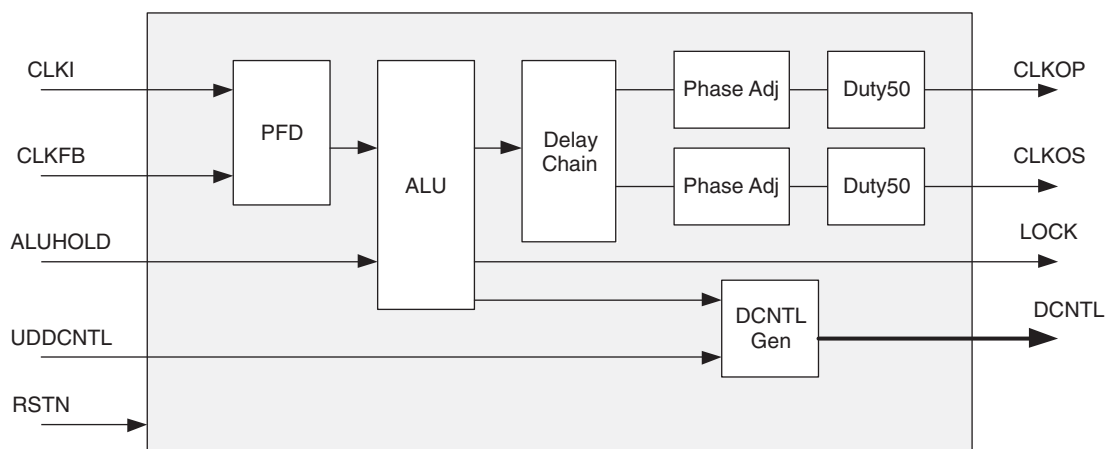 CLKI
CLKFB
ALUHOLD
UDDCNTL
RSTN
PFD
ALU
Delay
Chain
Phase Adj
Duty50
Phase Adj
Duty50
DCNTL
Gen
CLKOP
CLKOS
LOCK
DCNTL